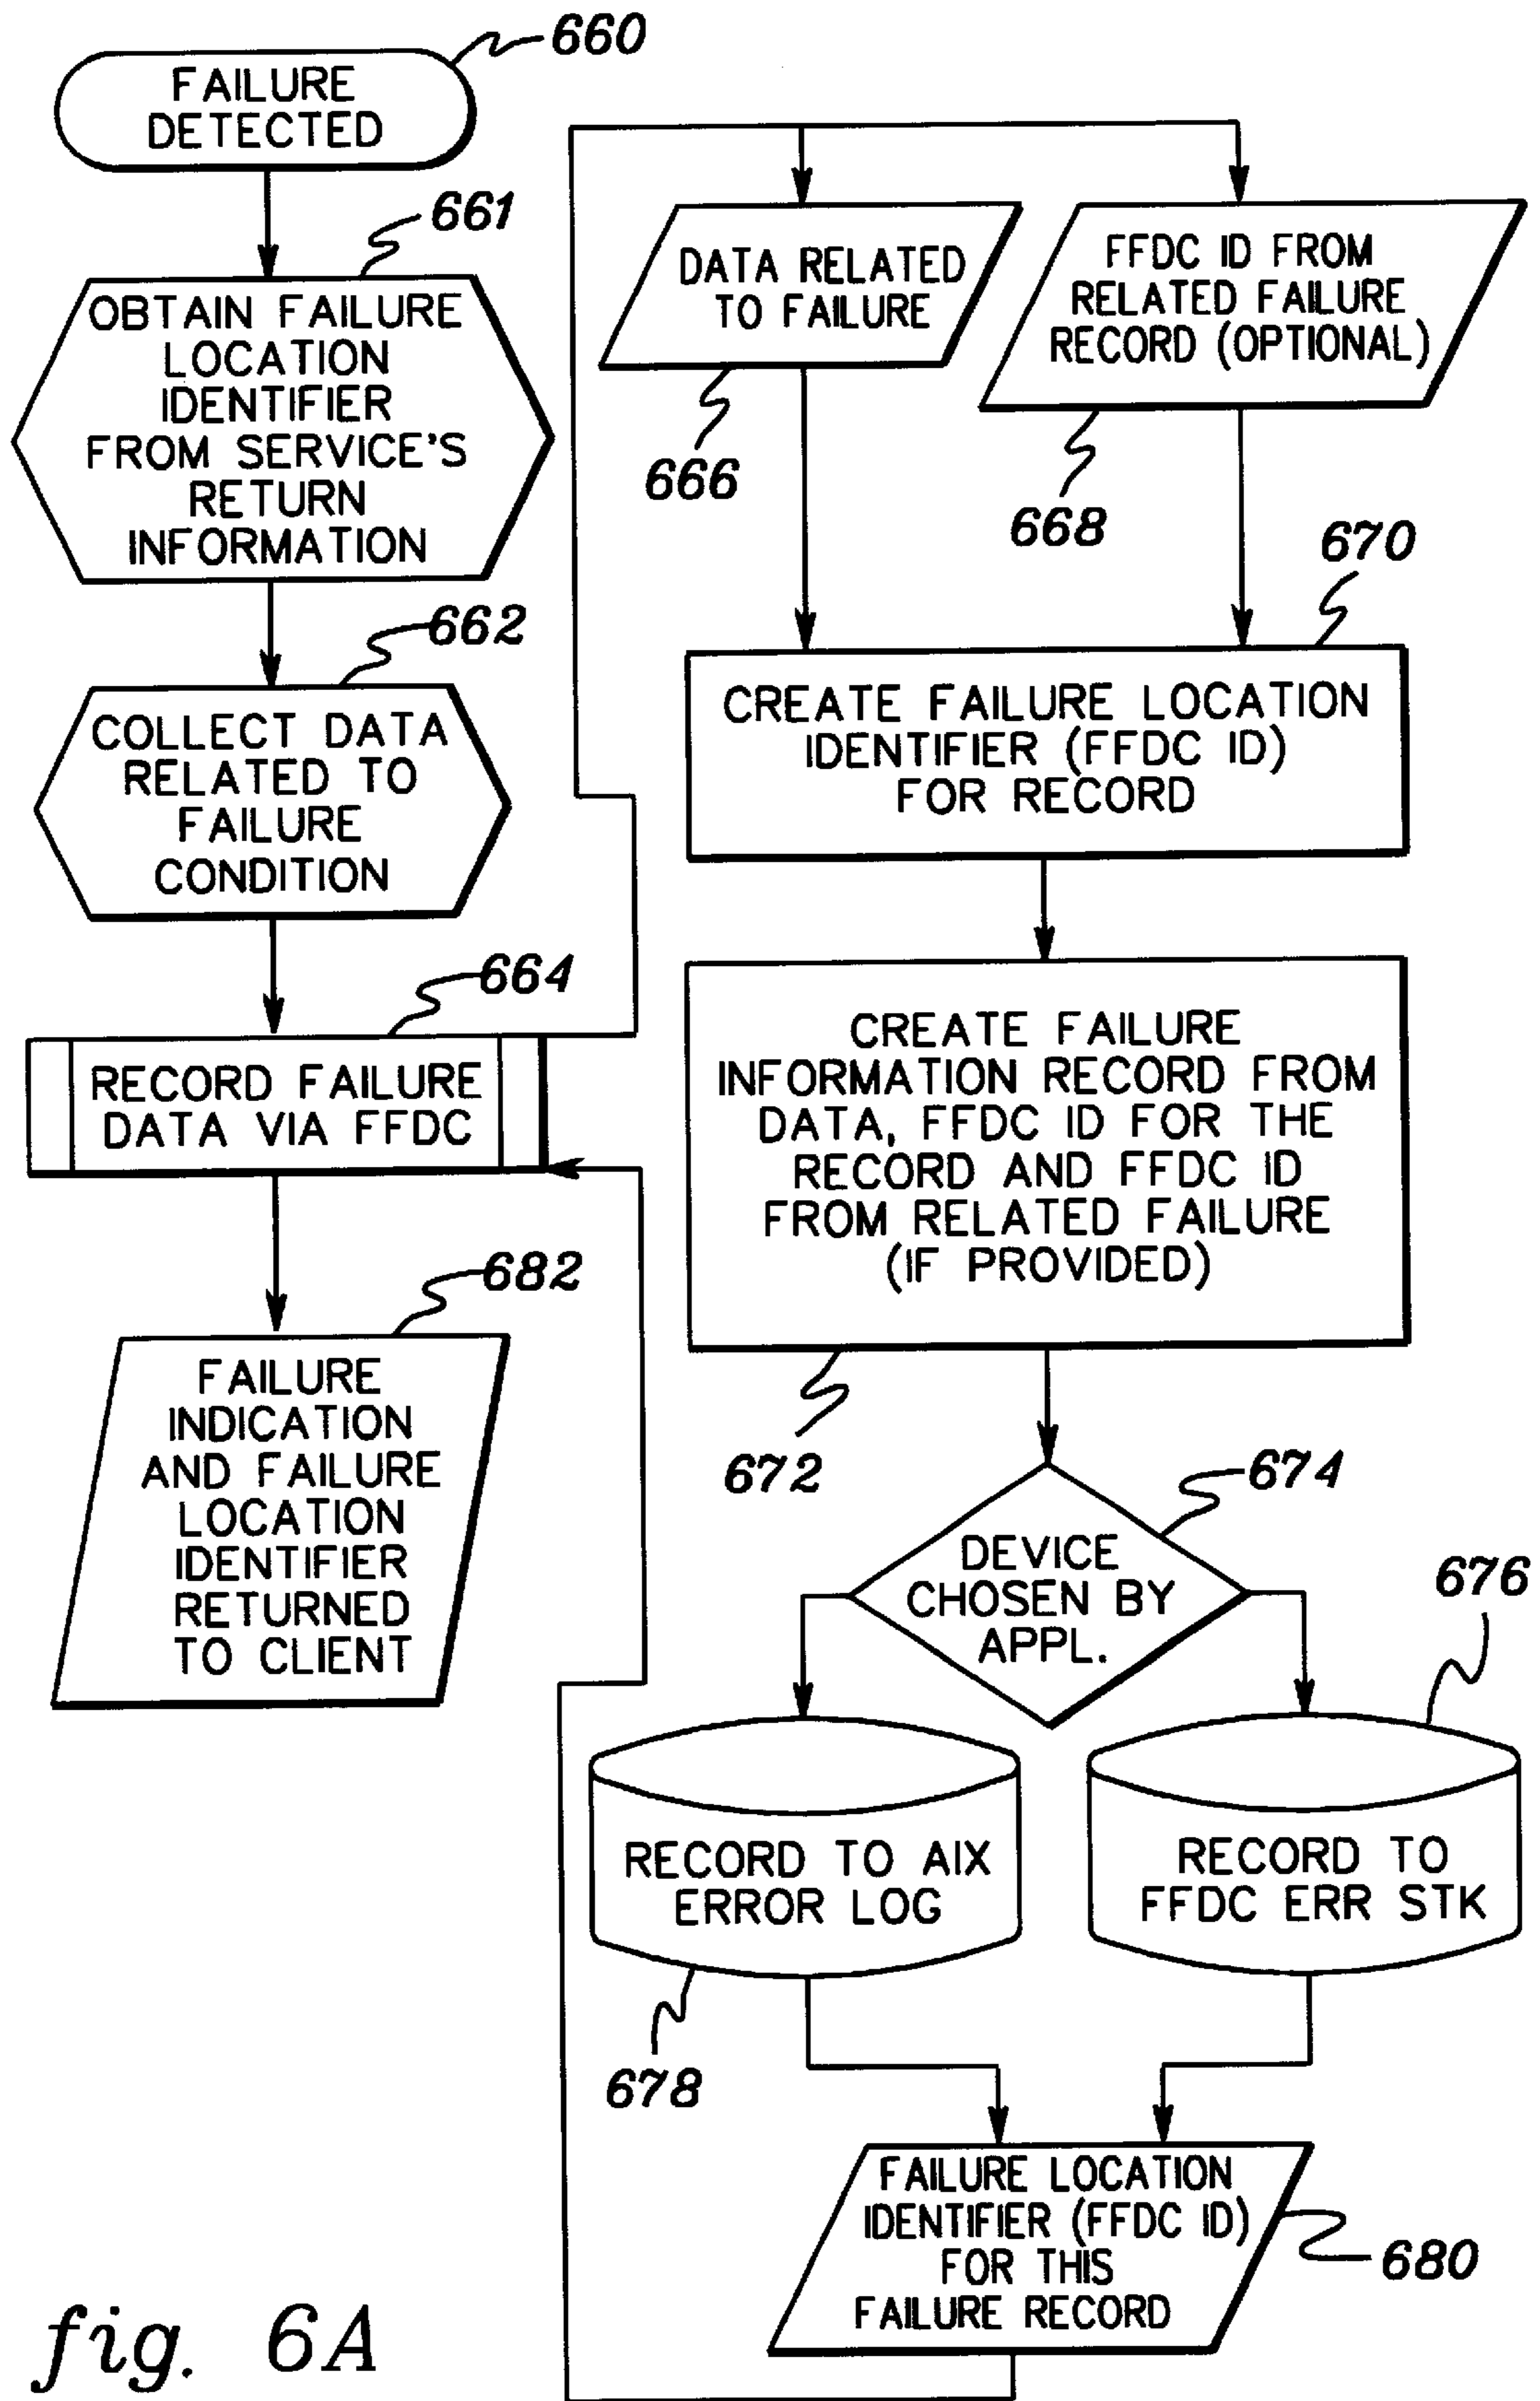 660
FAILURE
DETECTED
661
OBTAIN FAILURE
LOCATION
IDENTIFIER
FROM SERVICE'S
RETURN
INFORMATION
662
COLLECT DATA
RELATED TO
FAILURE
CONDITION
664
RECORD FAILURE
DATA VIA FFDC
682
FAILURE
INDICATION
AND FAILURE
LOCATION
IDENTIFIER
RETURNED
TO CLIENT
DATA RELATED
TO FAILURE
666
FFDC ID FROM
RELATED FAILURE
RECORD (OPTIONAL)
668
670
CREATE FAILURE LOCATION
IDENTIFIER (FFDC ID)
FOR RECORD
CREATE FAILURE
INFORMATION RECORD FROM
DATA, FFDC ID FOR THE
RECORD AND FFDC ID
FROM RELATED FAILURE
(IF PROVIDED)
672
674
DEVICE
CHOSEN BY
APPL.
676
RECORD TO AIX
ERROR LOG
RECORD TO
FFDC ERR STK
678
FAILURE LOCATION
IDENTIFIER (FFDC ID)
FOR THIS
FAILURE RECORD
680
fig. 6A